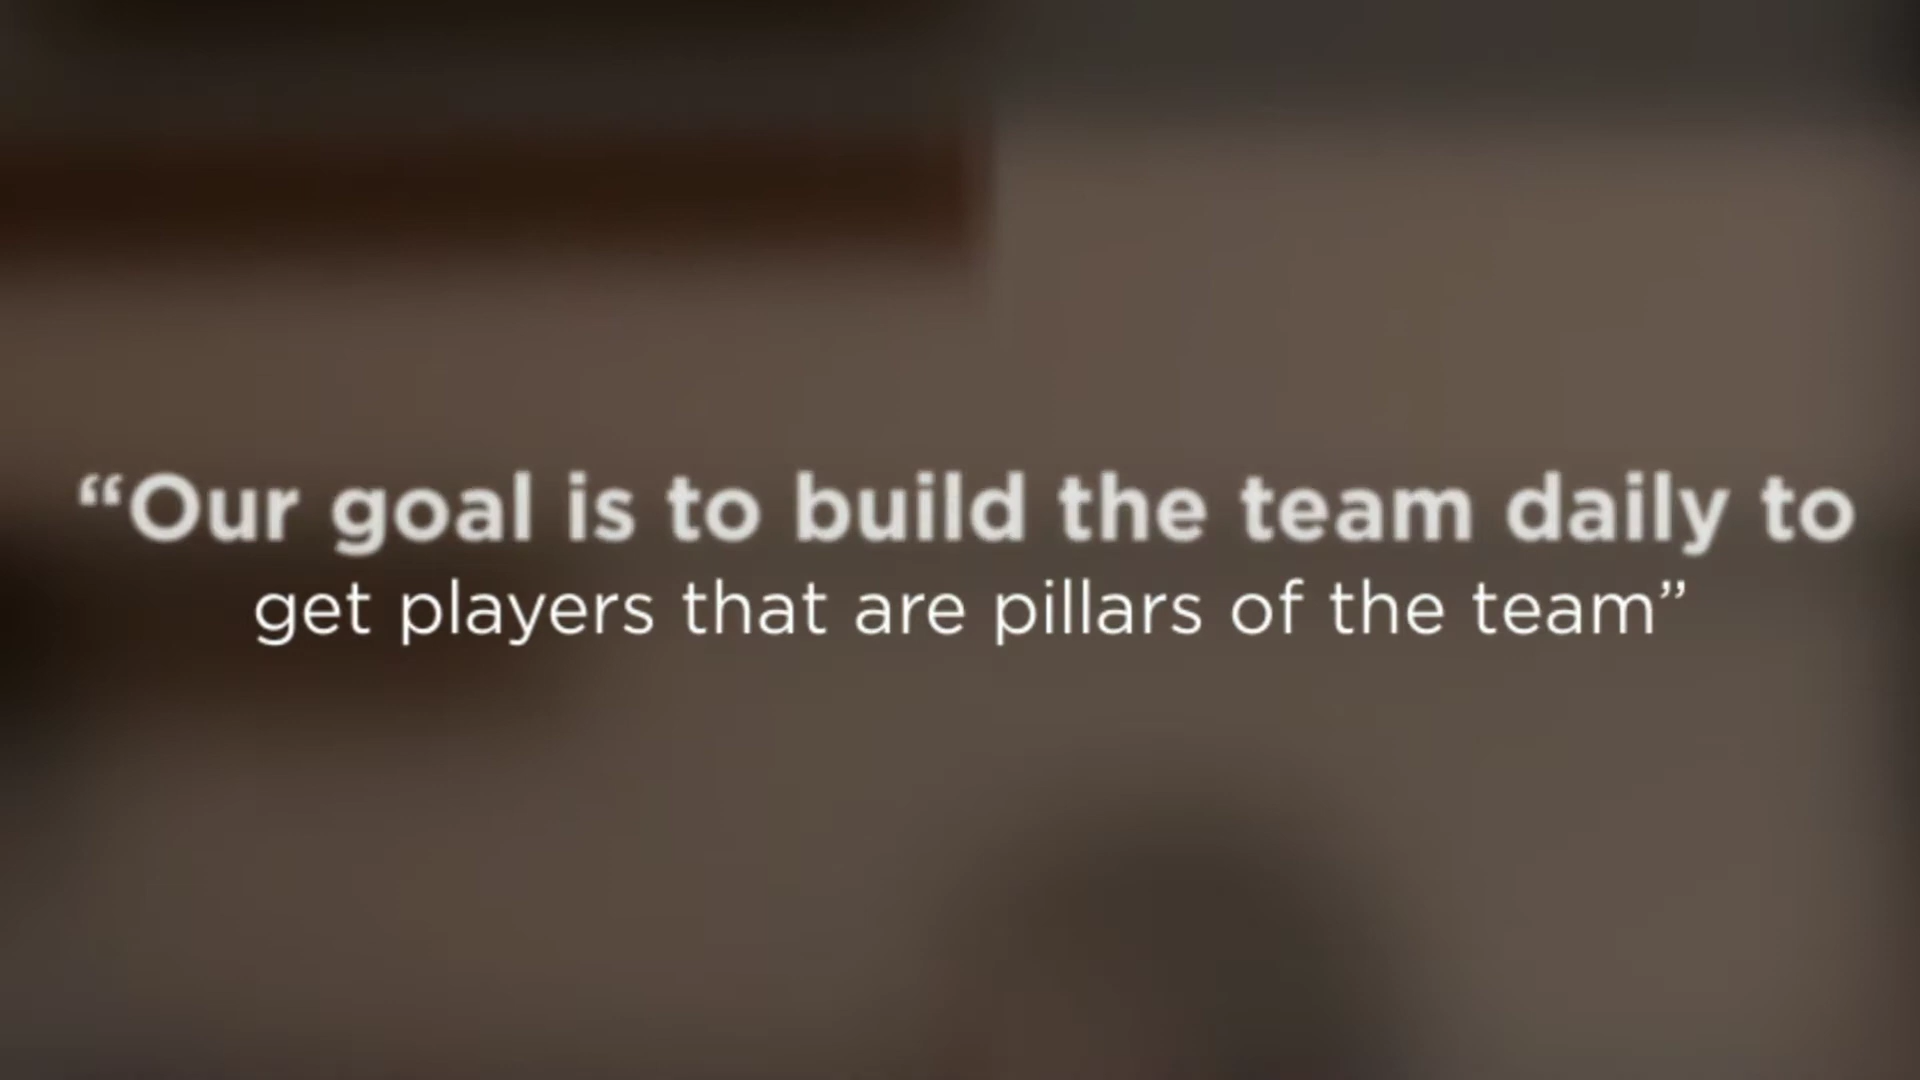 “Our goal is to build the team daily to
get players that are pillars of the team”